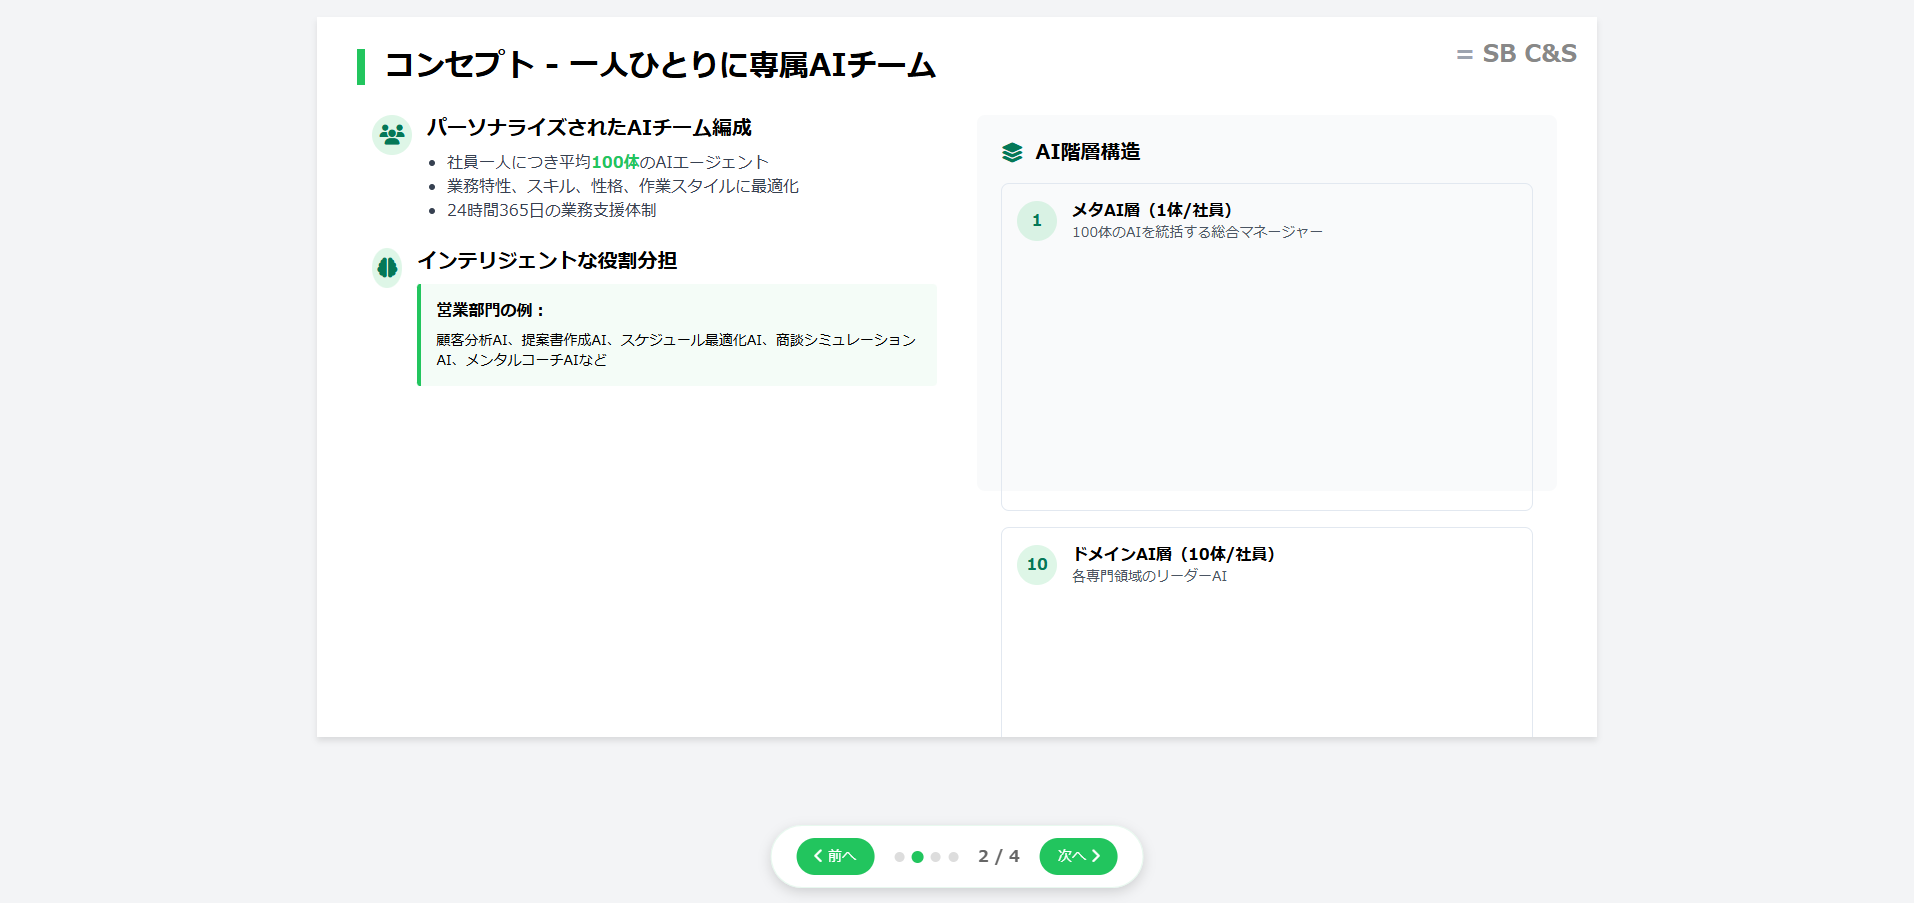 コンセプト - 一人ひとりに専属AIチーム
= SB C&S
パーソナライズされたAIチーム編成
社員一人につき平均100体のAIエージェント
業務特性、スキル、性格、作業スタイルに最適化
24時間365日の業務支援体制
インテリジェントな役割分担
営業部門の例：
顧客分析AI、提案書作成AI、スケジュール最適化AI、商談シミュレーション
AI、メンタルコーチAIなど
AI階層構造
1
メタAI層（1体/社員）
100体のAIを統括する総合マネージャー
10
ドメインAI層（10体/社員）
各専門領域のリーダーAI
前へ
2 / 4
次へ